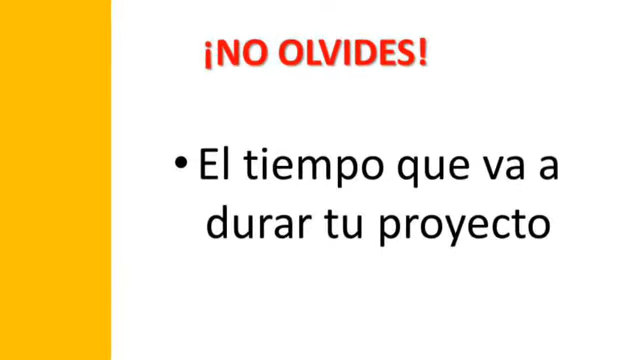 ¡NO OLVIDES!
• El tiempo que va a
durar tu proyecto